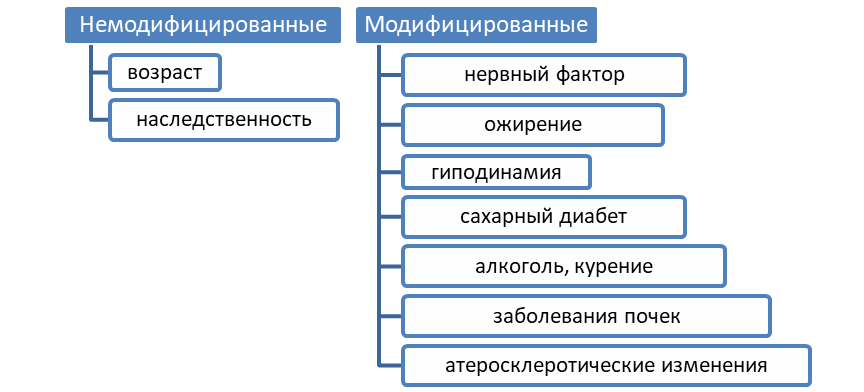 Немодифицированные
возраст
наследственность
Модифицированные
нервный фактор
ожирение
гиподинамия
сахарный диабет
алкоголь, курение
заболевания почек
атеросклеротические изменения